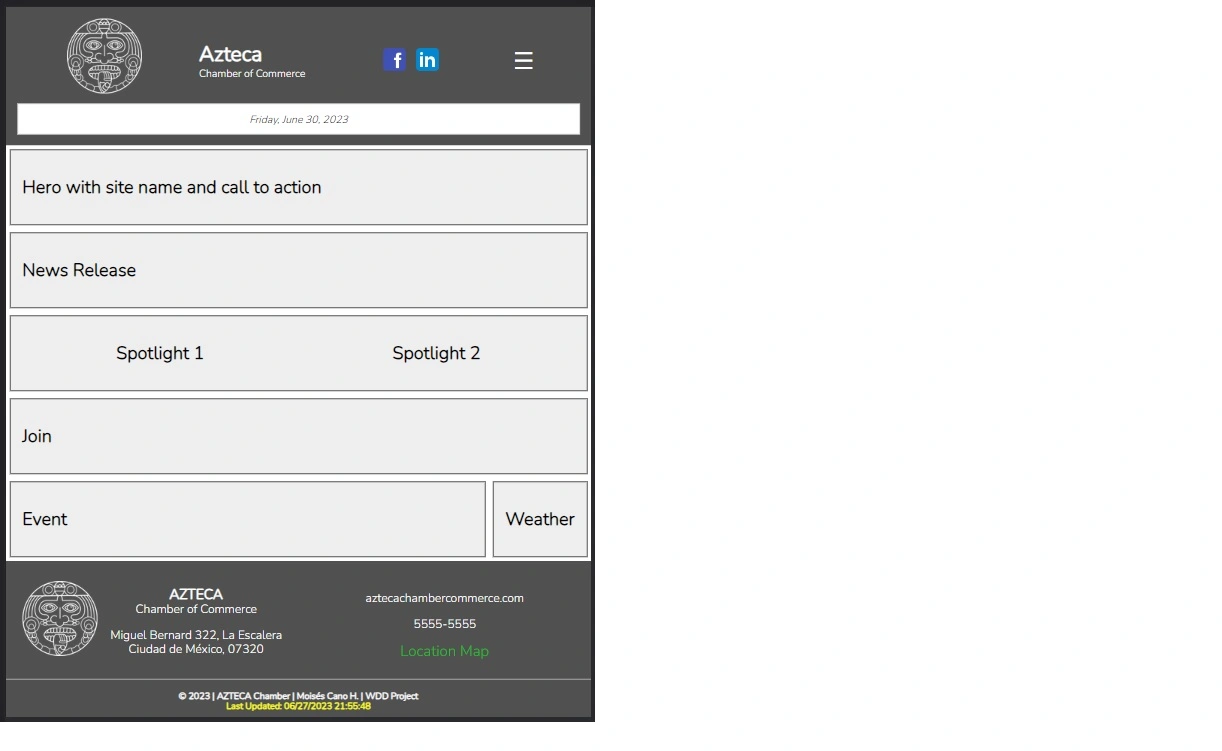 Azteca
Chamber of Commerce
f in
Friday, June 30, 2023
Hero with site name and call to action
News Release
Spotlight 1 Spotlight 2
Join
Event Weather
AZTECA
Chamber of Commerce
Miguel Bernard 322, La Escalera
Ciudad de México, 07320
aztecachambercommerce.com
5555-5555
Location Map
© 2023 | AZTECA Chamber | Moisés Cano H. | WDD Project
Last Updated: 06/27/2023 21:55:48